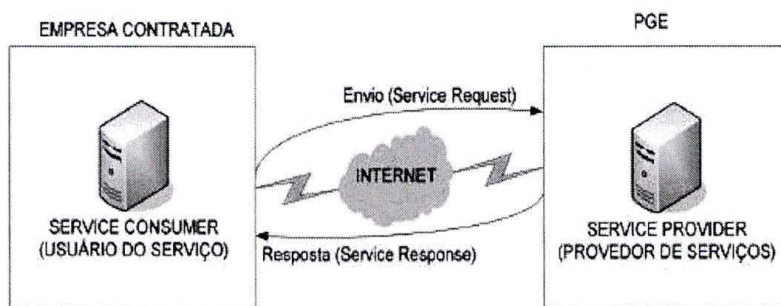 EMPRESA CONTRATADA
PGE
Envio (Service Request)
INTERNET
SERVICE CONSUMER
(USUÁRIO DO SERVIÇO)
SERVICE PROVIDER
(PROVEDOR DE SERVIÇOS)
Resposta (Service Response)